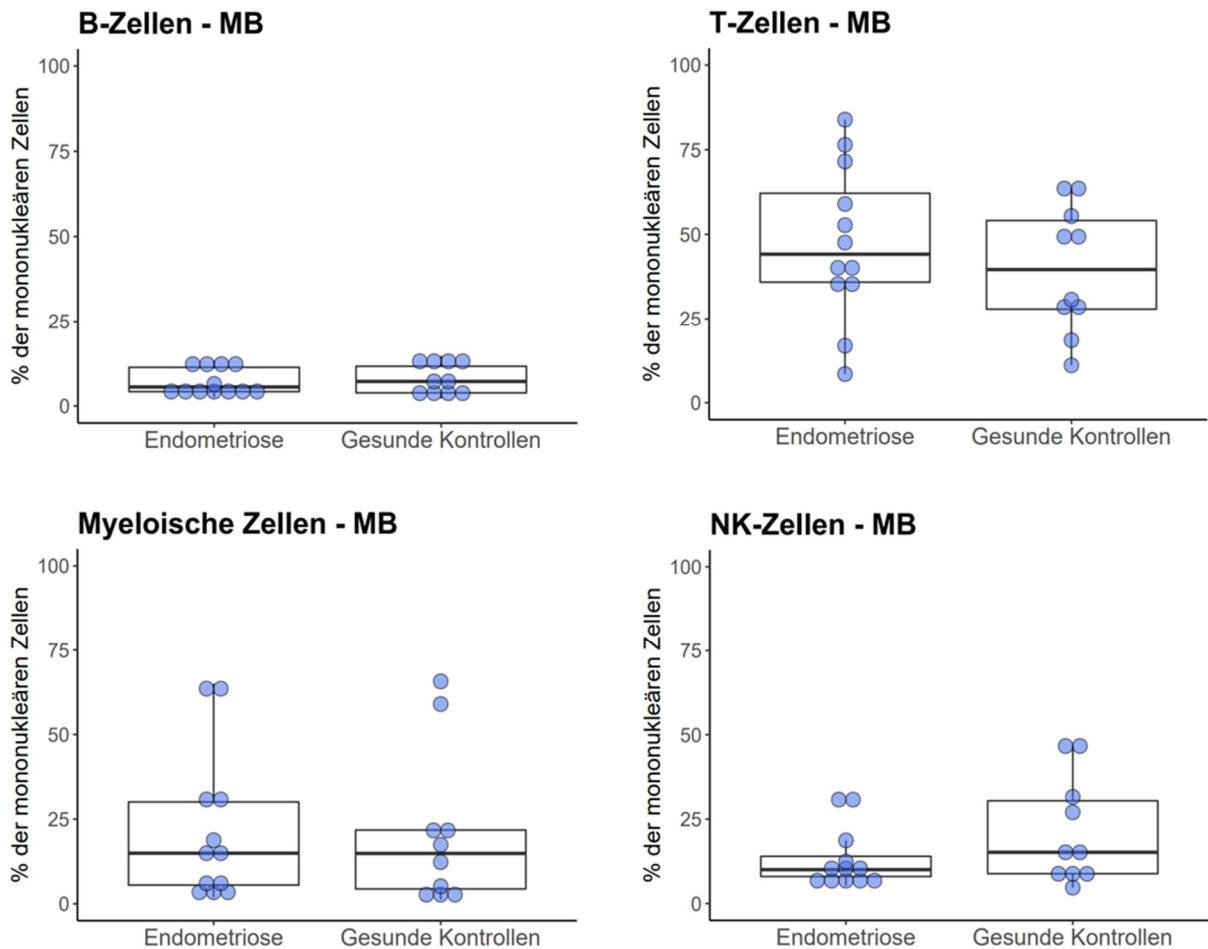 B-Zellen - MB
% der mononukleären Zellen
100
75
50
25
0
Endometriose
Gesunde Kontrollen
T-Zellen - MB
% der mononukleären Zellen
100
75
50
25
0
Endometriose
Gesunde Kontrollen
Myeloische Zellen - MB
% der mononukleären Zellen
100
75
50
25
0
Endometriose
Gesunde Kontrollen
NK-Zellen - MB
% der mononukleären Zellen
100
75
50
25
0
Endometriose
Gesunde Kontrollen